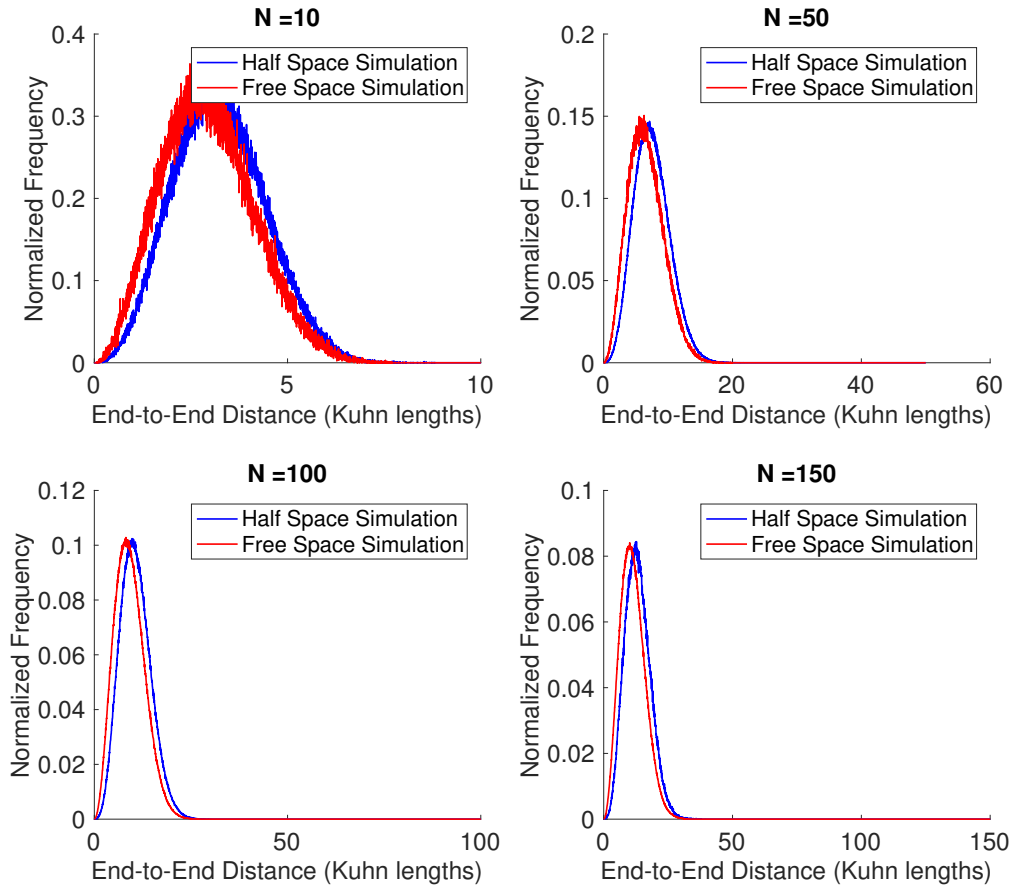 N =10
0.4
0.3
0.2
0.1
0
Normalized Frequency
Half Space Simulation
Free Space Simulation
0
5
10
End-to-End Distance (Kuhn lengths)
N =50
0.2
0.15
0.1
0.05
0
Normalized Frequency
Half Space Simulation
Free Space Simulation
0
20
40
60
End-to-End Distance (Kuhn lengths)
N =100
0.12
0.1
0.08
0.06
0.04
0.02
0
Normalized Frequency
Half Space Simulation
Free Space Simulation
0
50
100
End-to-End Distance (Kuhn lengths)
N =150
0.1
0.08
0.06
0.04
0.02
0
Normalized Frequency
Half Space Simulation
Free Space Simulation
0
50
100
150
End-to-End Distance (Kuhn lengths)